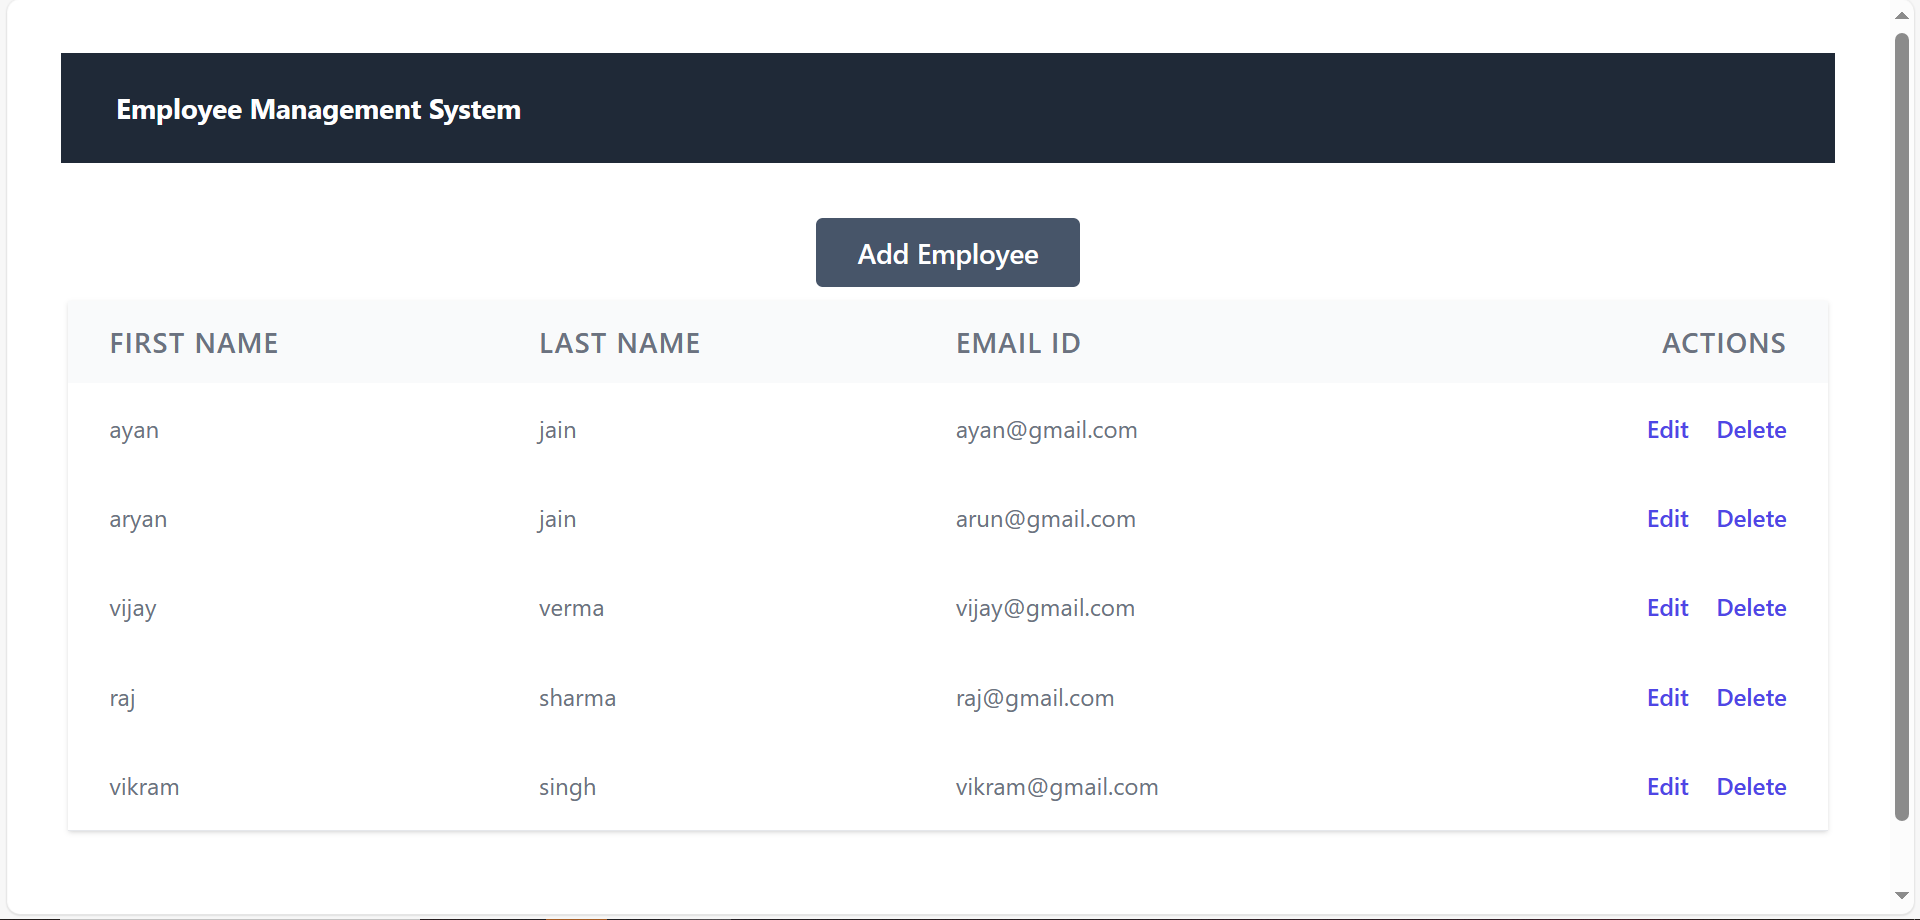 Employee Management System
Add Employee
FIRST NAME LAST NAME EMAIL ID ACTIONS
ayan jain ayan@gmail.com Edit Delete
aryan jain arun@gmail.com Edit Delete
vijay verma vijay@gmail.com Edit Delete
raj sharma raj@gmail.com Edit Delete
vikram singh vikram@gmail.com Edit Delete